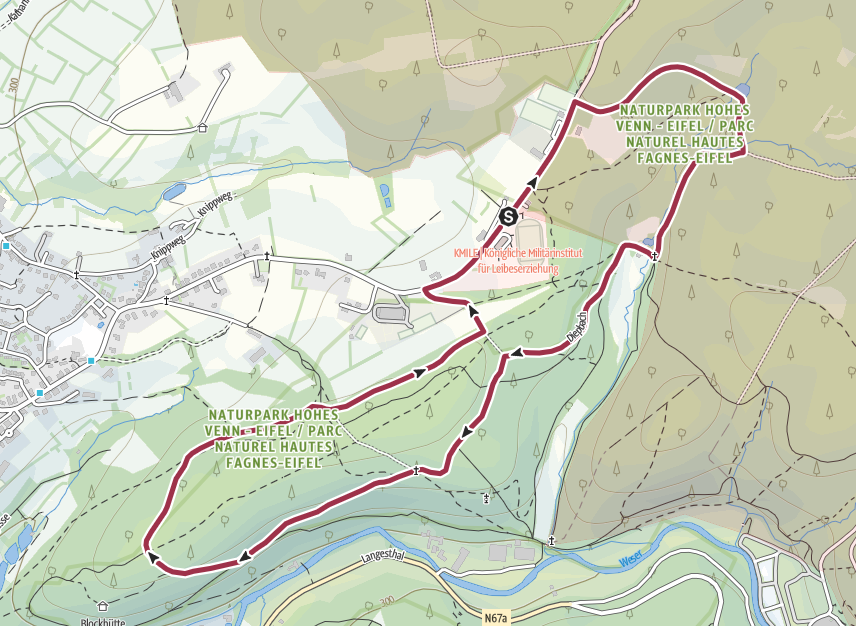 300
NATURPARK HOHES
VENN - EIFEL / PARC
NATUREL HAUTES
FAGNES-EIFEL
Knippweg
Knippweg
S
KMILE | Königliche Militärinstitut
für Leibeserziehung
Diepbach
NATURPARK HOHES
VENN - EIFEL / PARC
NATUREL HAUTES
FAGNES-EIFEL
Langesthal
Weser
300
N67a
Blockhütte